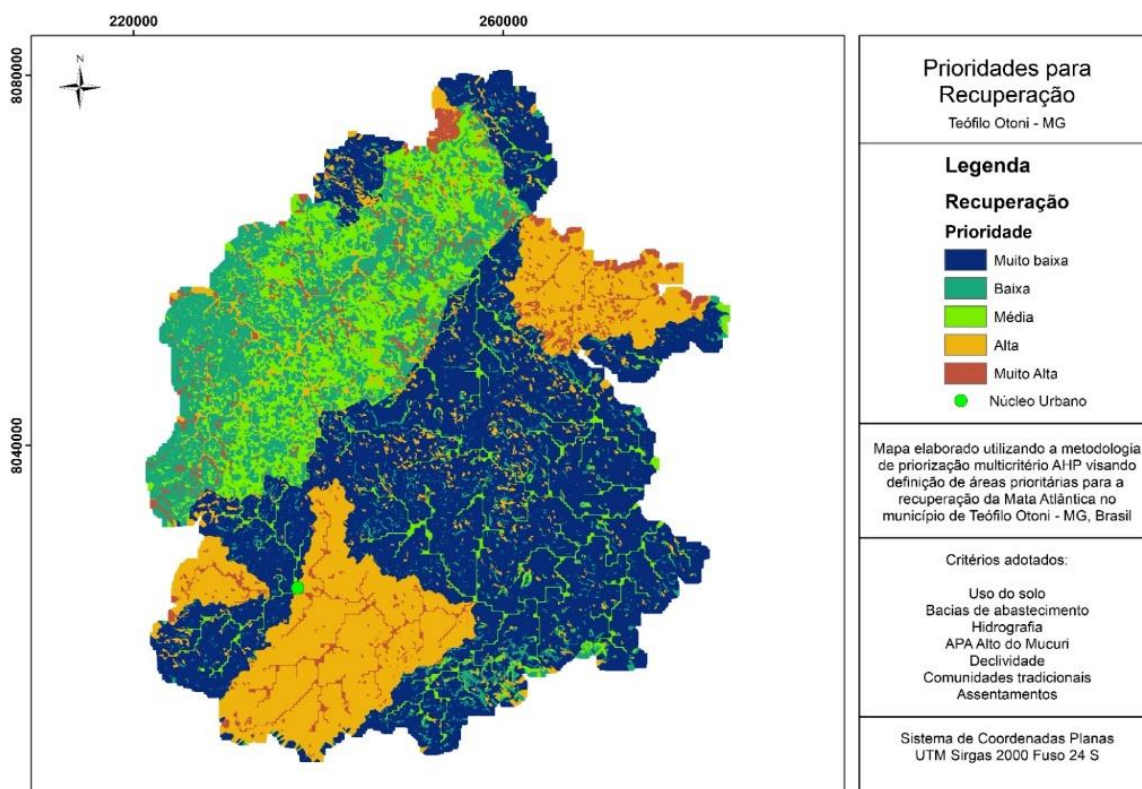 220000
260000
8080000
8040000
N
Prioridades para
Recuperação
Teófilo Otoni - MG
Legenda
Recuperação
Prioridade
Muito baixa
Baixa
Média
Alta
Muito Alta
Núcleo Urbano
Mapa elaborado utilizando a metodologia
de priorização multicritério AHP visando
definição de áreas prioritárias para a
recuperação da Mata Atlântica no
município de Teófilo Otoni - MG, Brasil
Critérios adotados:
Uso do solo
Bacias de abastecimento
Hidrografia
APA Alto do Mucuri
Declividade
Comunidades tradicionais
Assentamentos
Sistema de Coordenadas Planas
UTM Sirgas 2000 Fuso 24 S